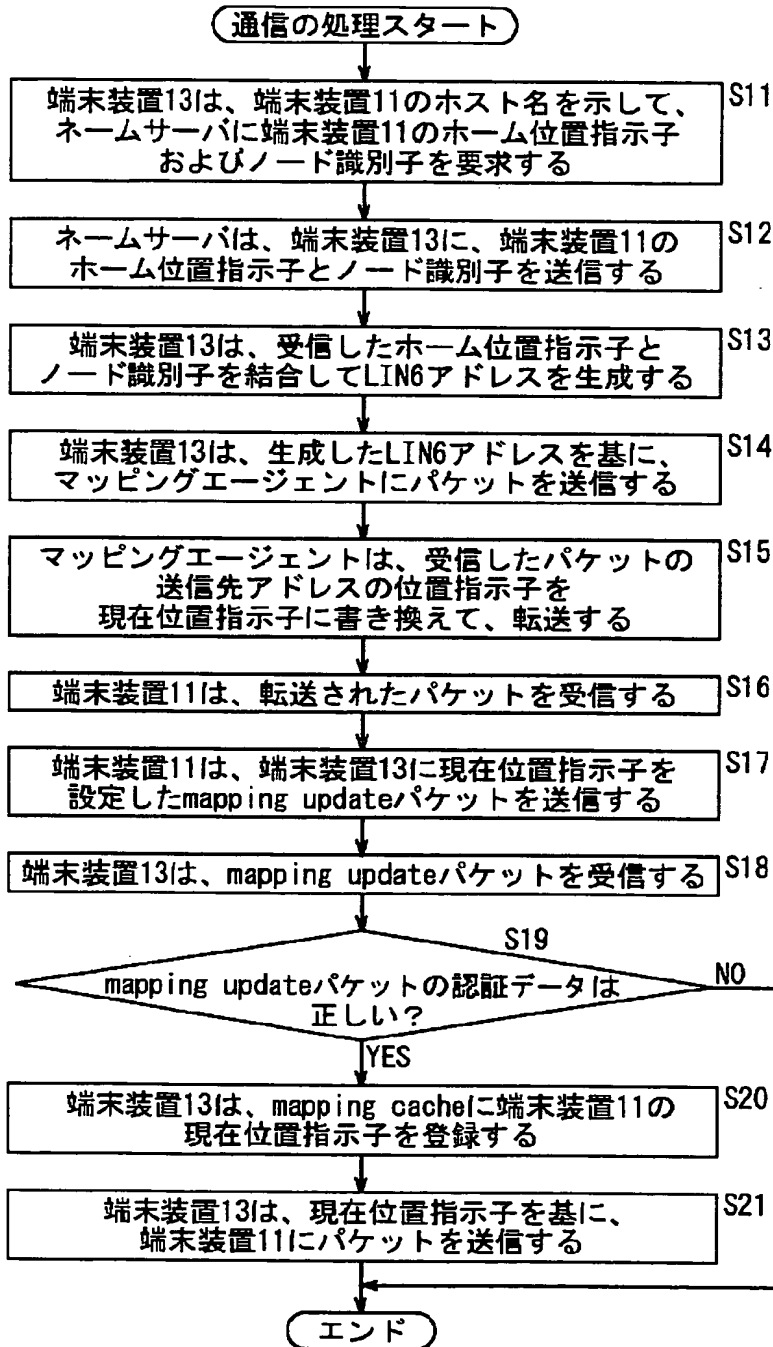 通信の処理スタート
端末装置13は、端末装置11のホスト名を示して、
ネームサーバに端末装置11のホーム位置指示子
およびノード識別子を要求する
S11
ネームサーバは、端末装置13に、端末装置11の
ホーム位置指示子とノード識別子を送信する
S12
端末装置13は、受信したホーム位置指示子と
ノード識別子を結合してLIN6アドレスを生成する
S13
端末装置13は、生成したLIN6アドレスを基に、
マッピングエージェントにパケットを送信する
S14
マッピングエージェントは、受信したパケットの
送信先アドレスの位置指示子を
現在位置指示子に書き換えて、転送する
S15
端末装置11は、転送されたパケットを受信する
S16
端末装置11は、端末装置13に現在位置指示子を
設定したmapping updateパケットを送信する
S17
端末装置13は、mapping updateパケットを受信する
S18
S19
mapping updateパケットの認証データは
正しい?
NO
YES
端末装置13は、mapping cacheに端末装置11の
現在位置指示子を登録する
S20
端末装置13は、現在位置指示子を基に、
端末装置11にパケットを送信する
S21
エンド